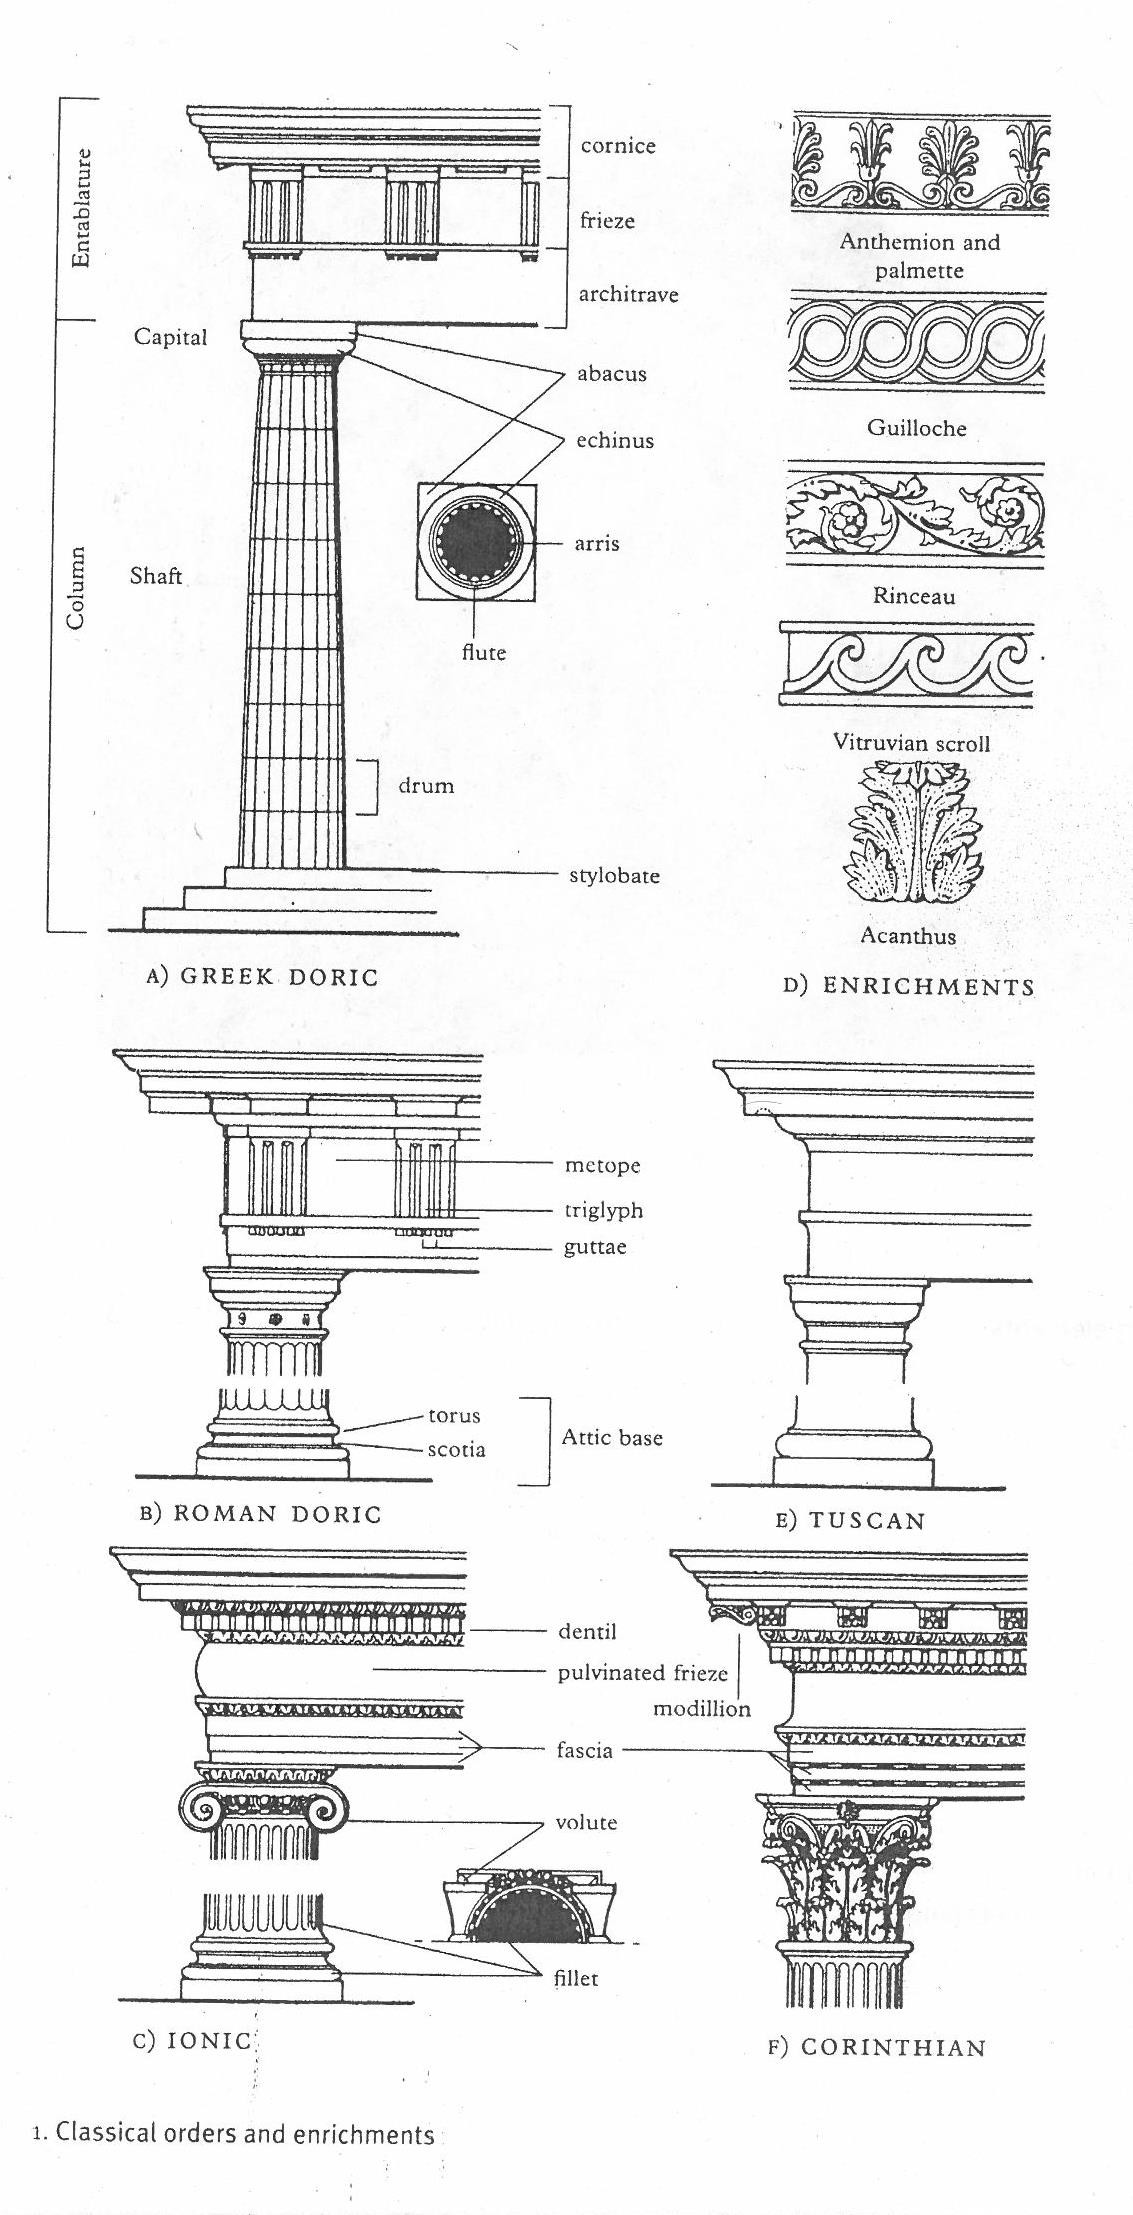 Entablature
cornice
frieze
architrave
Capital
abacus
echinus
Column
Shaft
arris
flute
drum
stylobate
A) GREEK DORIC
Anthemion and
palmette
Guilloche
Rinceau
Vitruvian scroll
Acanthus
D) ENRICHMENTS
metope
triglyph
guttae
torus
scotia
Attic base
B) ROMAN DORIC
E) TUSCAN
dentil
pulvinated frieze
modillion
fascia
volute
fillet
C) IONIC
F) CORINTHIAN
1. Classical orders and enrichments